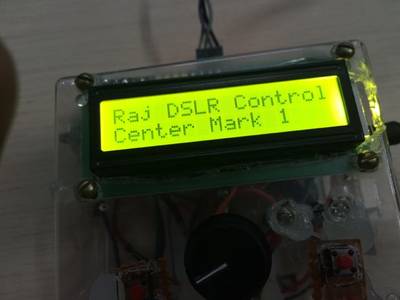 Raj DSLR Control
Center Mark 1